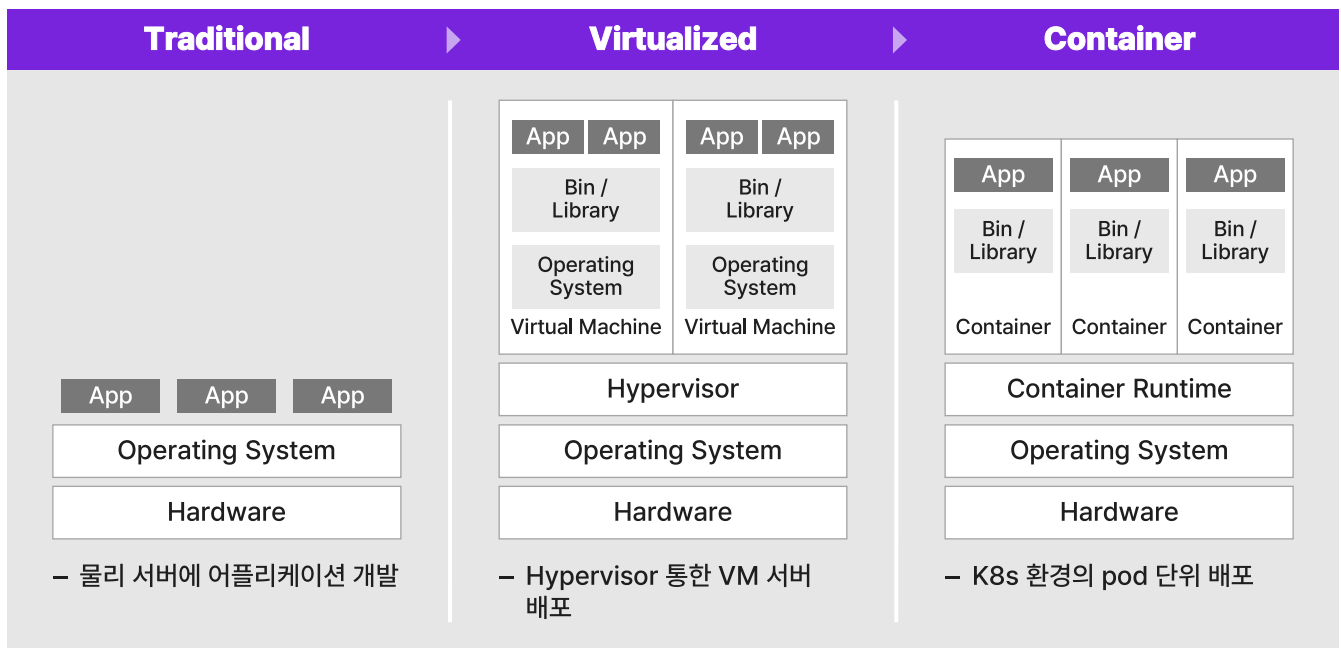 Traditional
Virtualized
Container
App App App
Operating System
Hardware
– 물리 서버에 어플리케이션 개발
App App App App
Bin /
Library
Bin /
Library
Operating
System
Operating
System
Virtual Machine Virtual Machine
Hypervisor
Operating System
Hardware
– Hypervisor 통한 VM 서버
배포
App App App
Bin /
Library
Bin /
Library
Bin /
Library
Container Container Container
Container Runtime
Operating System
Hardware
– K8s 환경의 pod 단위 배포